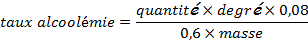 taux alcoolémie = (quantité × degré × 0,08) / (0,6 × masse)